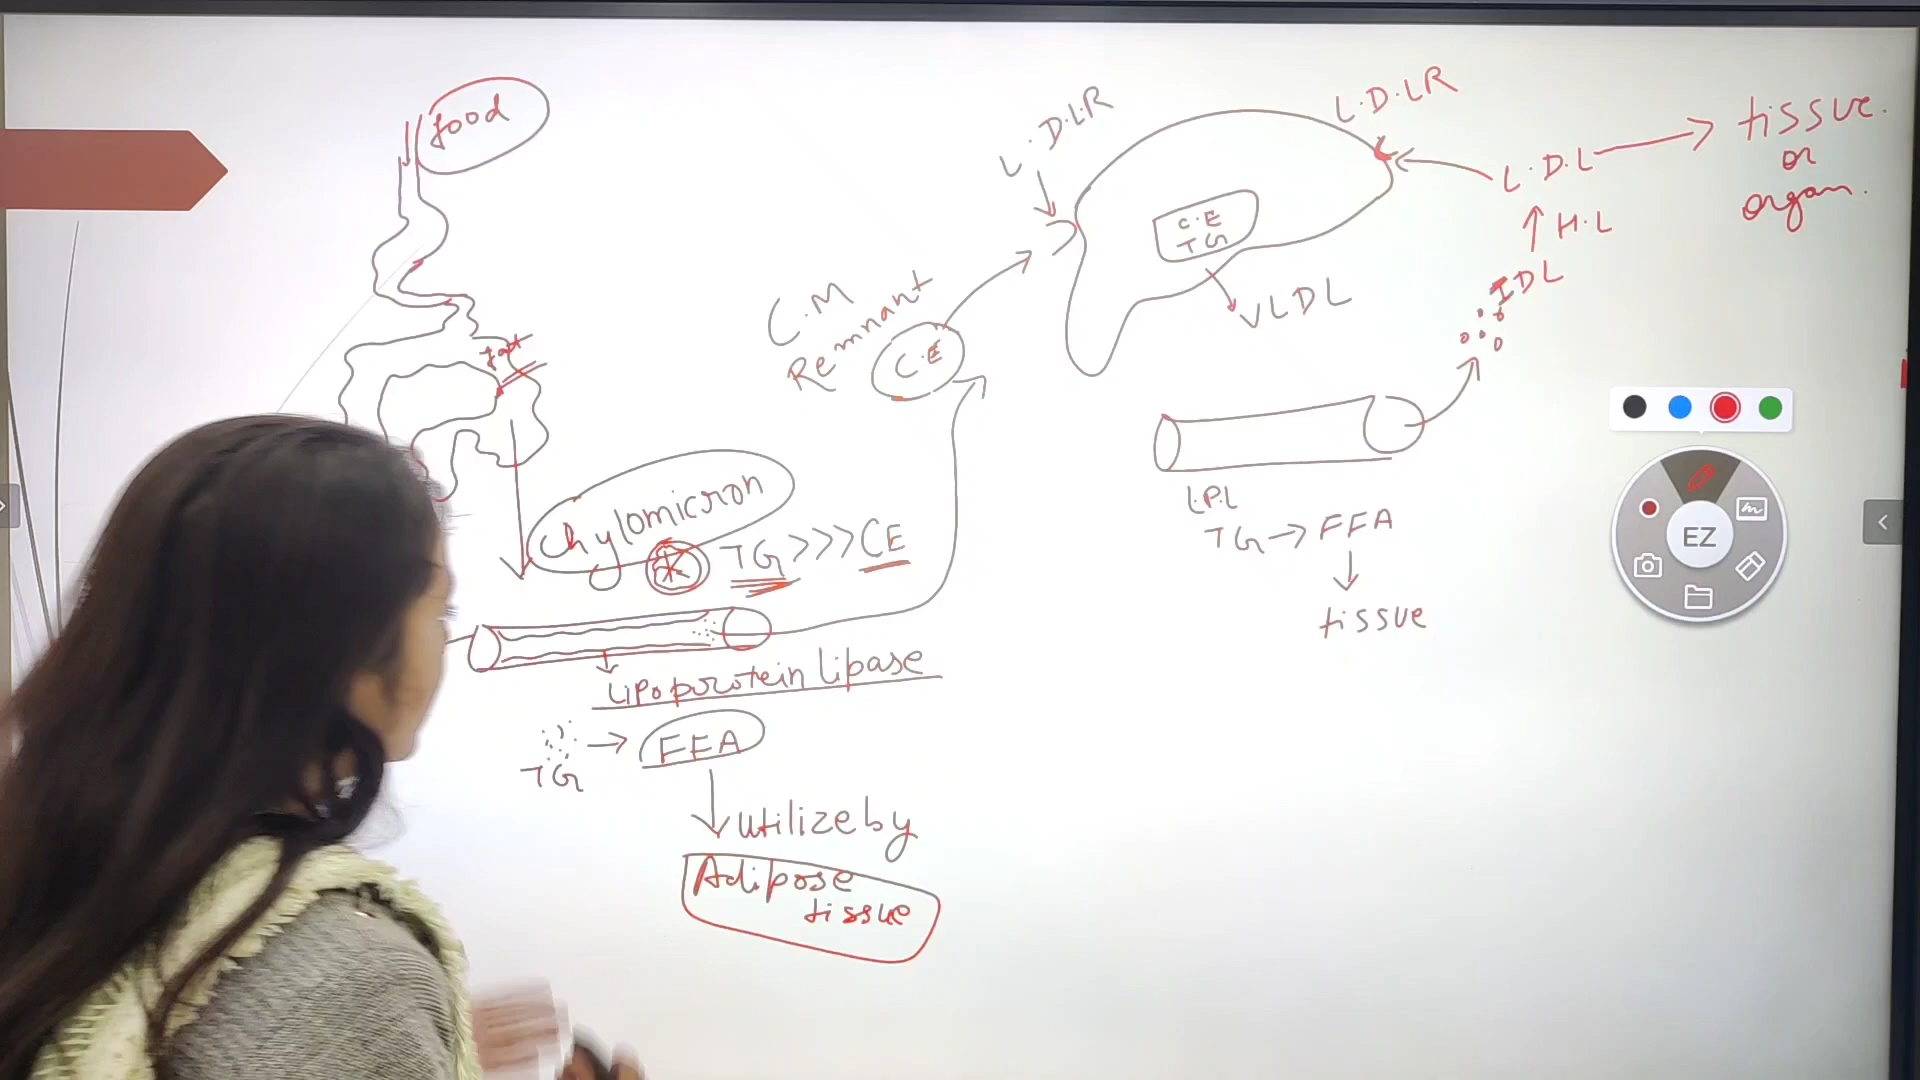 food
fat
chylomicron
TG >>> CE
Lipoprotein lipase
TG → FFA
utilize by
Adipose
tissue
C.M
Remnant
C.E
L.D.L.R
C.E
TG
VLDL
L.D.L.R
L.D.L → tissue.
or
organ.
H.L
IDL
L.P.L
TG → FFA
tissue
EZ